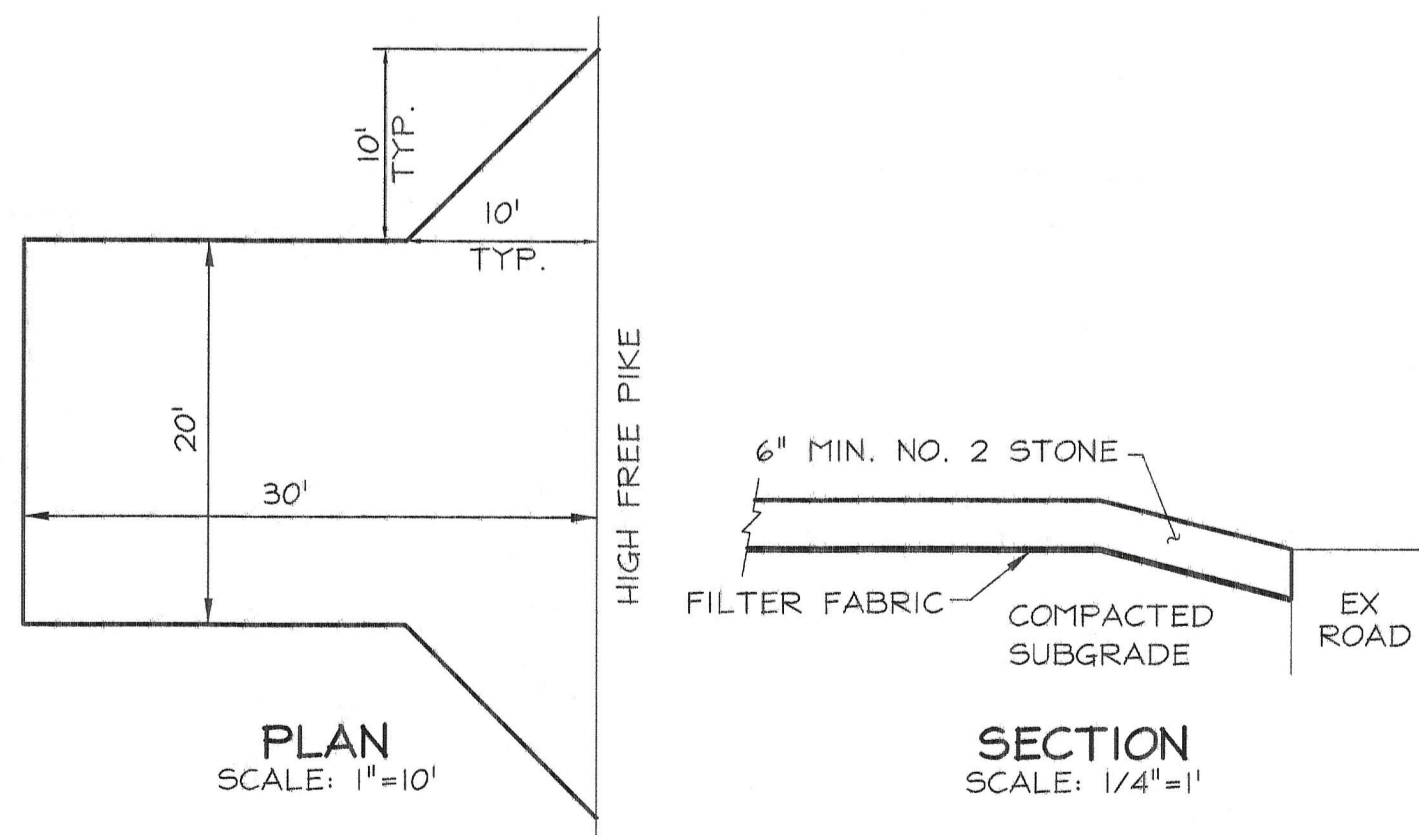 10'
TYP.
10'
TYP.
20'
30'
HIGH FREE PIKE
PLAN
SCALE: 1"=10'
6" MIN. NO. 2 STONE
FILTER FABRIC
COMPACTED
SUBGRADE
EX
ROAD
SECTION
SCALE: 1/4"=1'